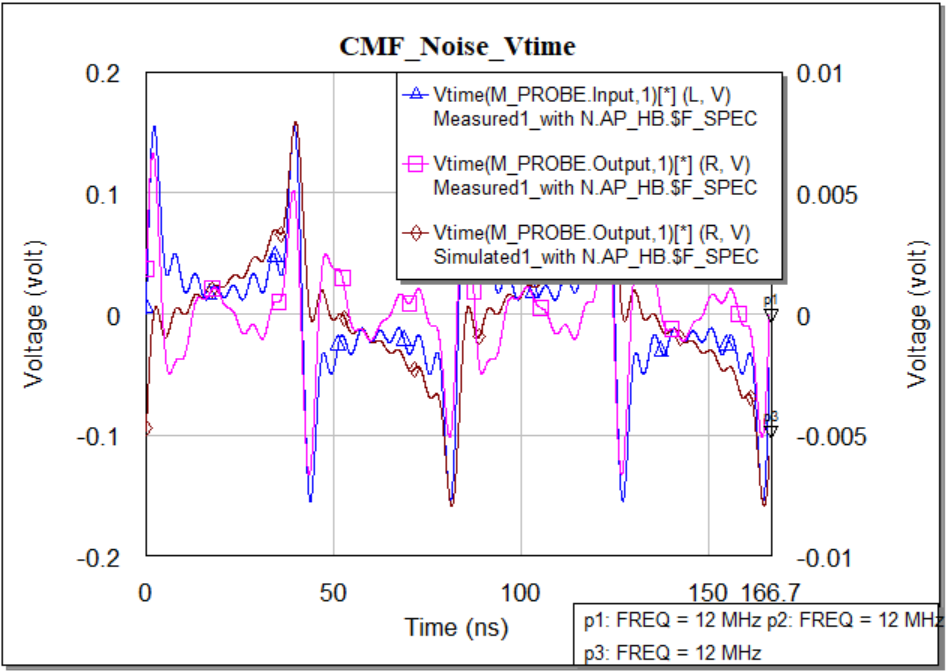 CMF_Noise_Vtime
0.2
0.1
0
-0.1
-0.2
Voltage (volt)
Vtime(M_PROBE.Input,1)[*] (L, V)
Measured1_with N.AP_HB.$F_SPEC
Vtime(M_PROBE.Output,1)[*] (R, V)
Measured1_with N.AP_HB.$F_SPEC
Vtime(M_PROBE.Output,1)[*] (R, V)
Simulated1_with N.AP_HB.$F_SPEC
0.01
0.005
0
-0.005
-0.01
Voltage (volt)
p1
p3
0 50 100 150 166.7
Time (ns)
p1: FREQ = 12 MHz p2: FREQ = 12 MHz
p3: FREQ = 12 MHz